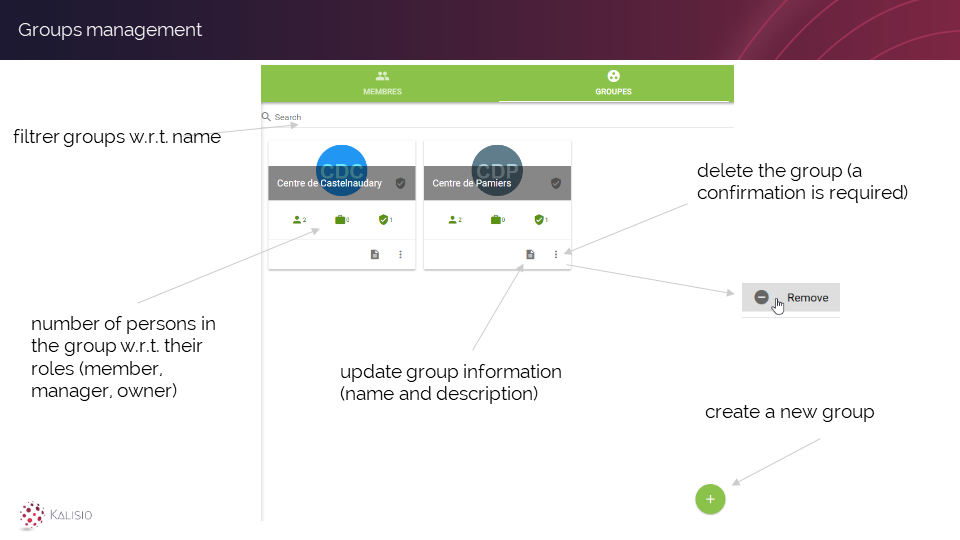 Groups management
MEMBRES
GROUPES
Search
filtrer groups w.r.t. name
CDC
Centre de Castelnaudary
2
0
1
CDP
Centre de Pamiers
2
0
1
delete the group (a
confirmation is required)
Remove
number of persons in
the group w.r.t. their
roles (member,
manager, owner)
update group information
(name and description)
create a new group
KALISIO